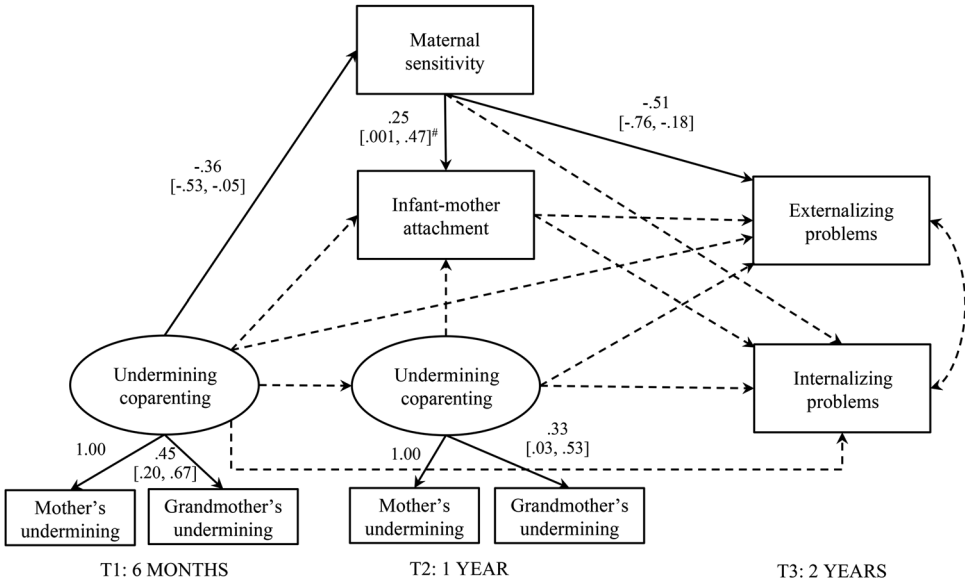 Maternal
sensitivity
-.51
[-.76, -.18]
.25
[.001, .47]#
-.36
[-.53, -.05]
Infant-mother
attachment
Externalizing
problems
Undermining
coparenting
Undermining
coparenting
Internalizing
problems
1.00
.45
[.20, .67]
1.00
.33
[.03, .53]
Mother’s
undermining
Grandmother’s
undermining
Mother’s
undermining
Grandmother’s
undermining
T1: 6 MONTHS
T2: 1 YEAR
T3: 2 YEARS